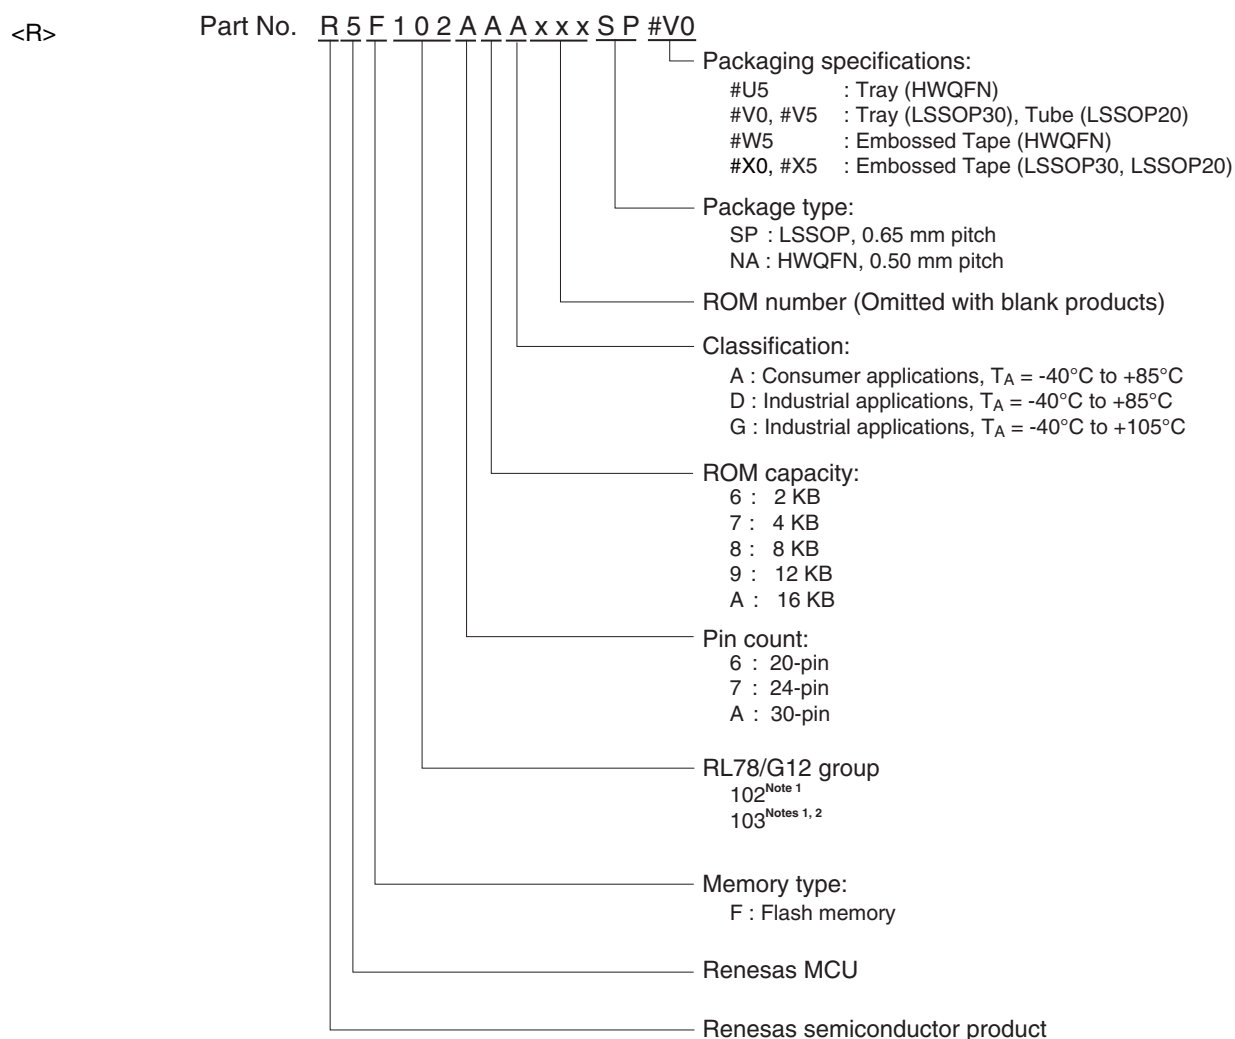 <R>
Part No. R 5 F 1 0 2 A A A x x x S P #V0
Packaging specifications:
#U5 : Tray (HWQFN)
#V0, #V5 : Tray (LSSOP30), Tube (LSSOP20)
#W5 : Embossed Tape (HWQFN)
#X0, #X5 : Embossed Tape (LSSOP30, LSSOP20)
Package type:
SP : LSSOP, 0.65 mm pitch
NA : HWQFN, 0.50 mm pitch
ROM number (Omitted with blank products)
Classification:
A : Consumer applications, TA = -40°C to +85°C
D : Industrial applications, TA = -40°C to +85°C
G : Industrial applications, TA = -40°C to +105°C
ROM capacity:
6 : 2 KB
7 : 4 KB
8 : 8 KB
9 : 12 KB
A : 16 KB
Pin count:
6 : 20-pin
7 : 24-pin
A : 30-pin
RL78/G12 group
102Note 1
103Notes 1, 2
Memory type:
F : Flash memory
Renesas MCU
Renesas semiconductor product